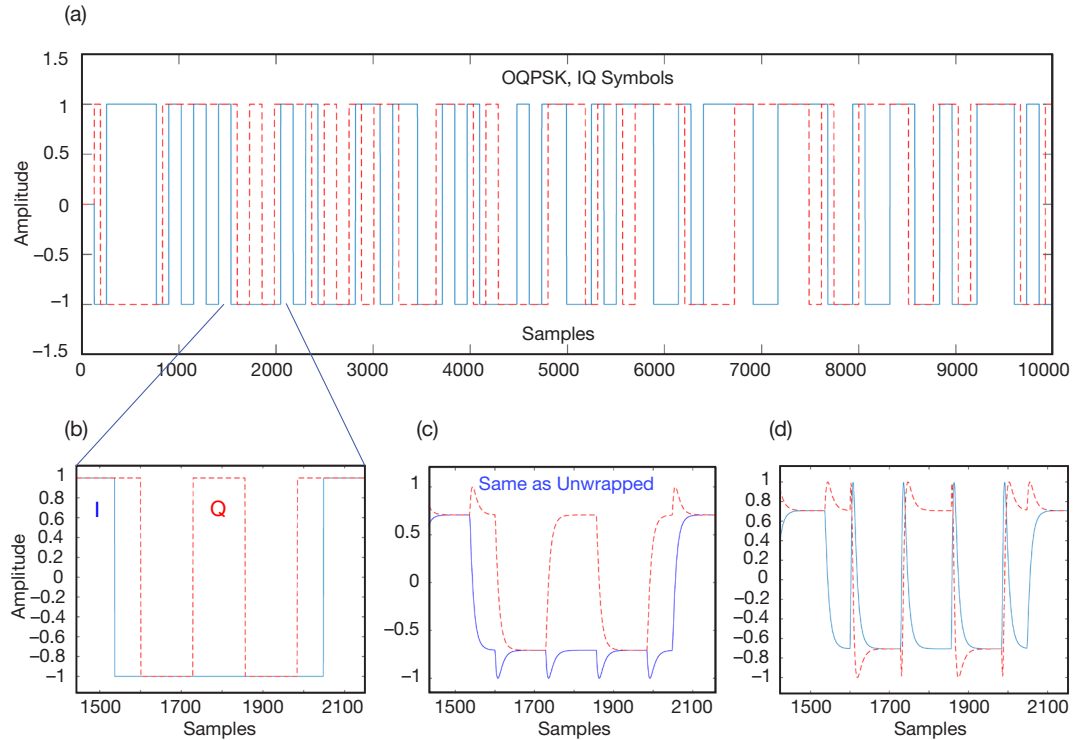 (a)
1.5
1
0.5
0
−0.5
−1
−1.5
Amplitude
OQPSK, IQ Symbols
Samples
0 1000 2000 3000 4000 5000 6000 7000 8000 9000 10000
(b)
1
0.8
0.6
0.4
0.2
0
−0.2
−0.4
−0.6
−0.8
−1
Amplitude
I
Q
1500 1700 1900 2100
Samples
(c)
1
0.5
0
−0.5
−1
Amplitude
Same as Unwrapped
1500 1700 1900 2100
Samples
(d)
1
0.8
0.6
0.4
0.2
0
−0.2
−0.4
−0.6
−0.8
−1
Amplitude
1500 1700 1900 2100
Samples